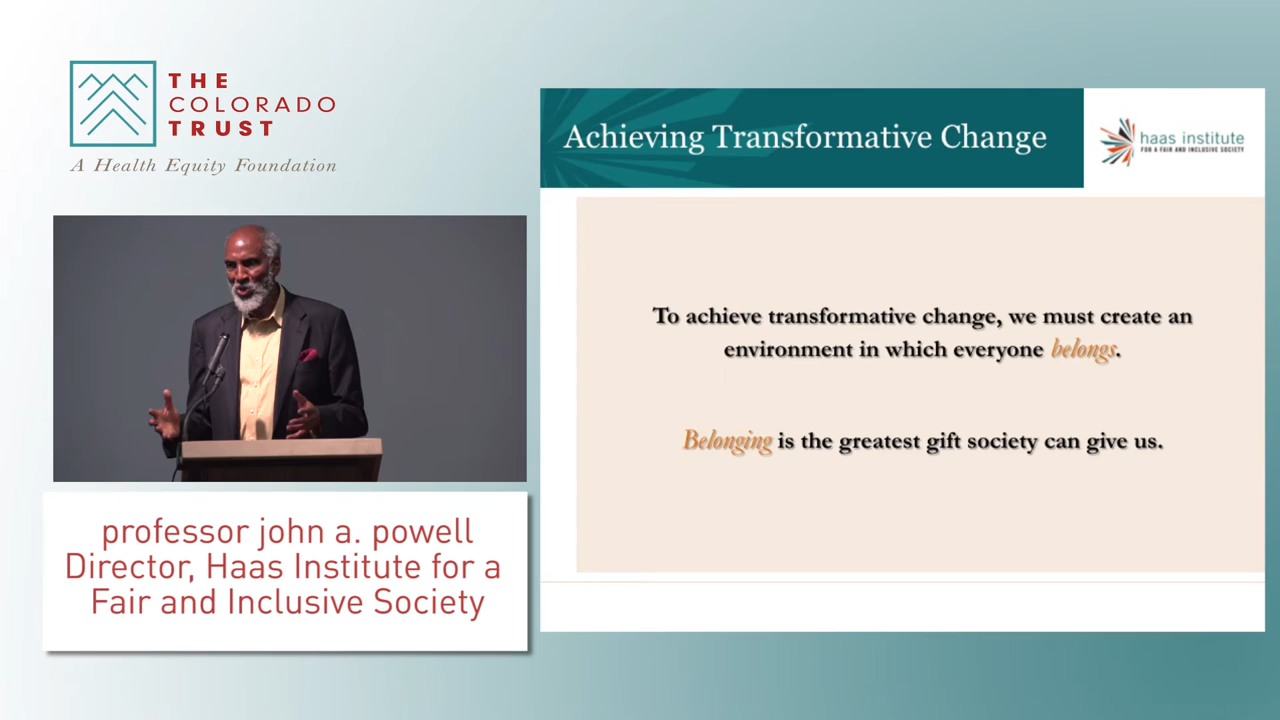 THE
COLORADO
TRUST
A Health Equity Foundation
professor john a. powell
Director, Haas Institute for a
Fair and Inclusive Society
Achieving Transformative Change
haas institute
FOR A FAIR AND INCLUSIVE SOCIETY
To achieve transformative change, we must create an
environment in which everyone belongs.
Belonging is the greatest gift society can give us.